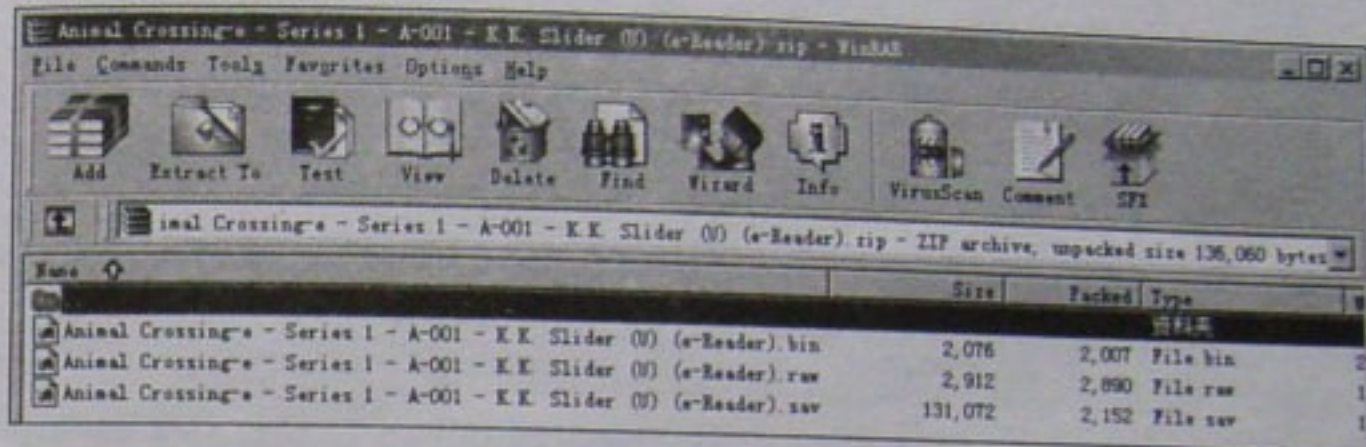 Animal Crossing-e - Series 1 - A-001 - K.K. Slider (U) (e-Reader).zip - WinRAR
File Commands Tools Favorites Options Help
Add Extract To Test View Delete Find Wizard Info VirusScan Comment SFX
imal Crossing-e - Series 1 - A-001 - K.K. Slider (U) (e-Reader).zip - ZIP archive, unpacked size 136,060 bytes
Name Size Packed Type
资料夹
Animal Crossing-e - Series 1 - A-001 - K.K. Slider (U) (e-Reader).bin 2,076 2,007 File bin
Animal Crossing-e - Series 1 - A-001 - K.K. Slider (U) (e-Reader).raw 2,912 2,890 File raw
Animal Crossing-e - Series 1 - A-001 - K.K. Slider (U) (e-Reader).sav 131,072 2,152 File sav